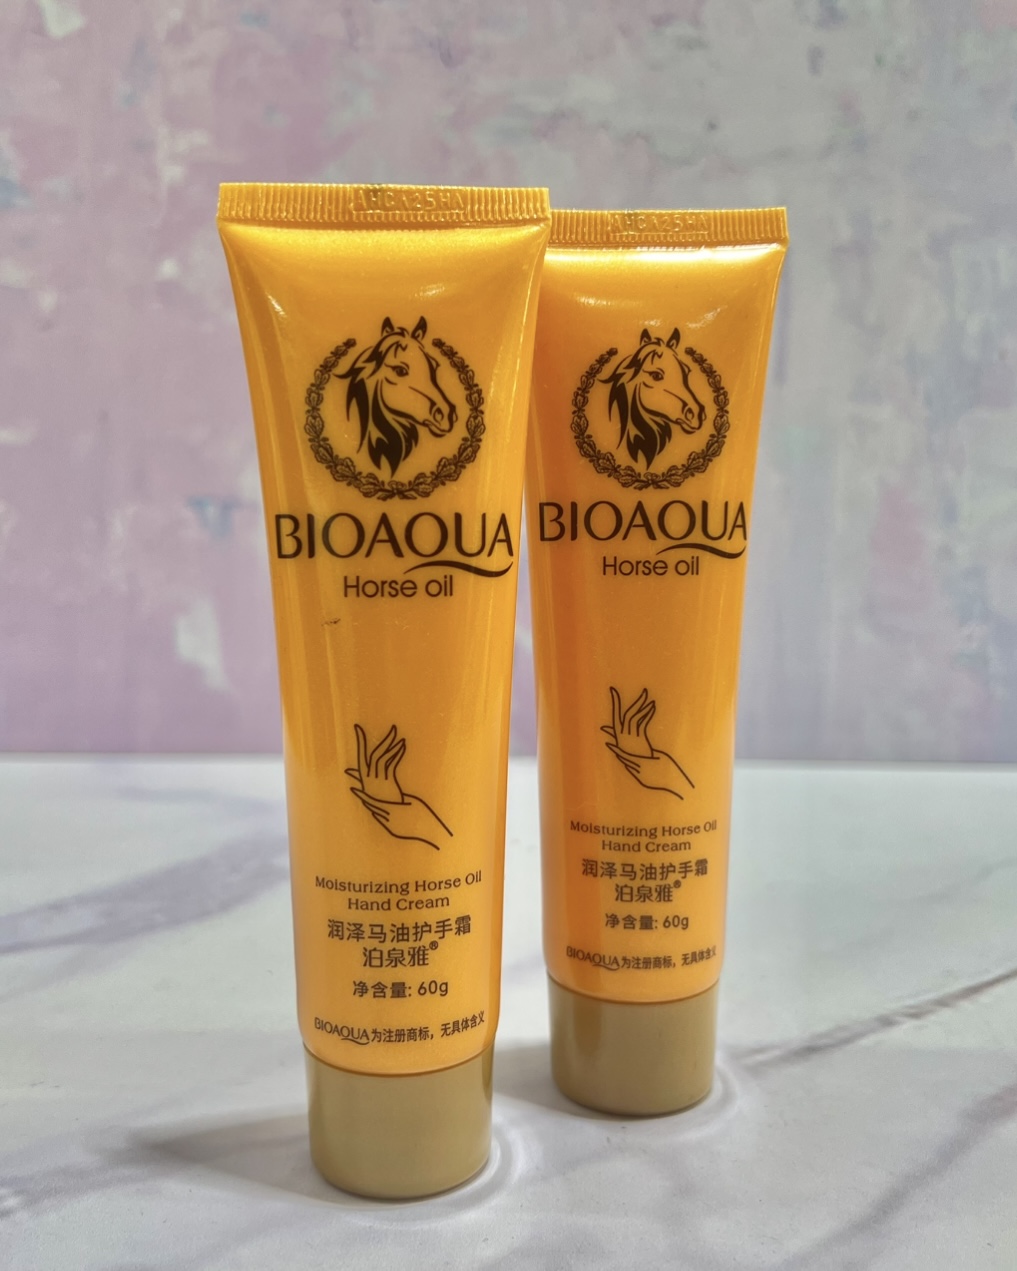 BIOAQUA
Horse oil
Moisturizing Horse Oil
Hand Cream
润泽马油护手霜
泊泉雅®
净含量: 60g
BIOAQUA为注册商标，无具体含义
BIOAQUA
Horse oil
Moisturizing Horse Oil
Hand Cream
润泽马油护手霜
泊泉雅®
净含量: 60g
BIOAQUA为注册商标，无具体含义